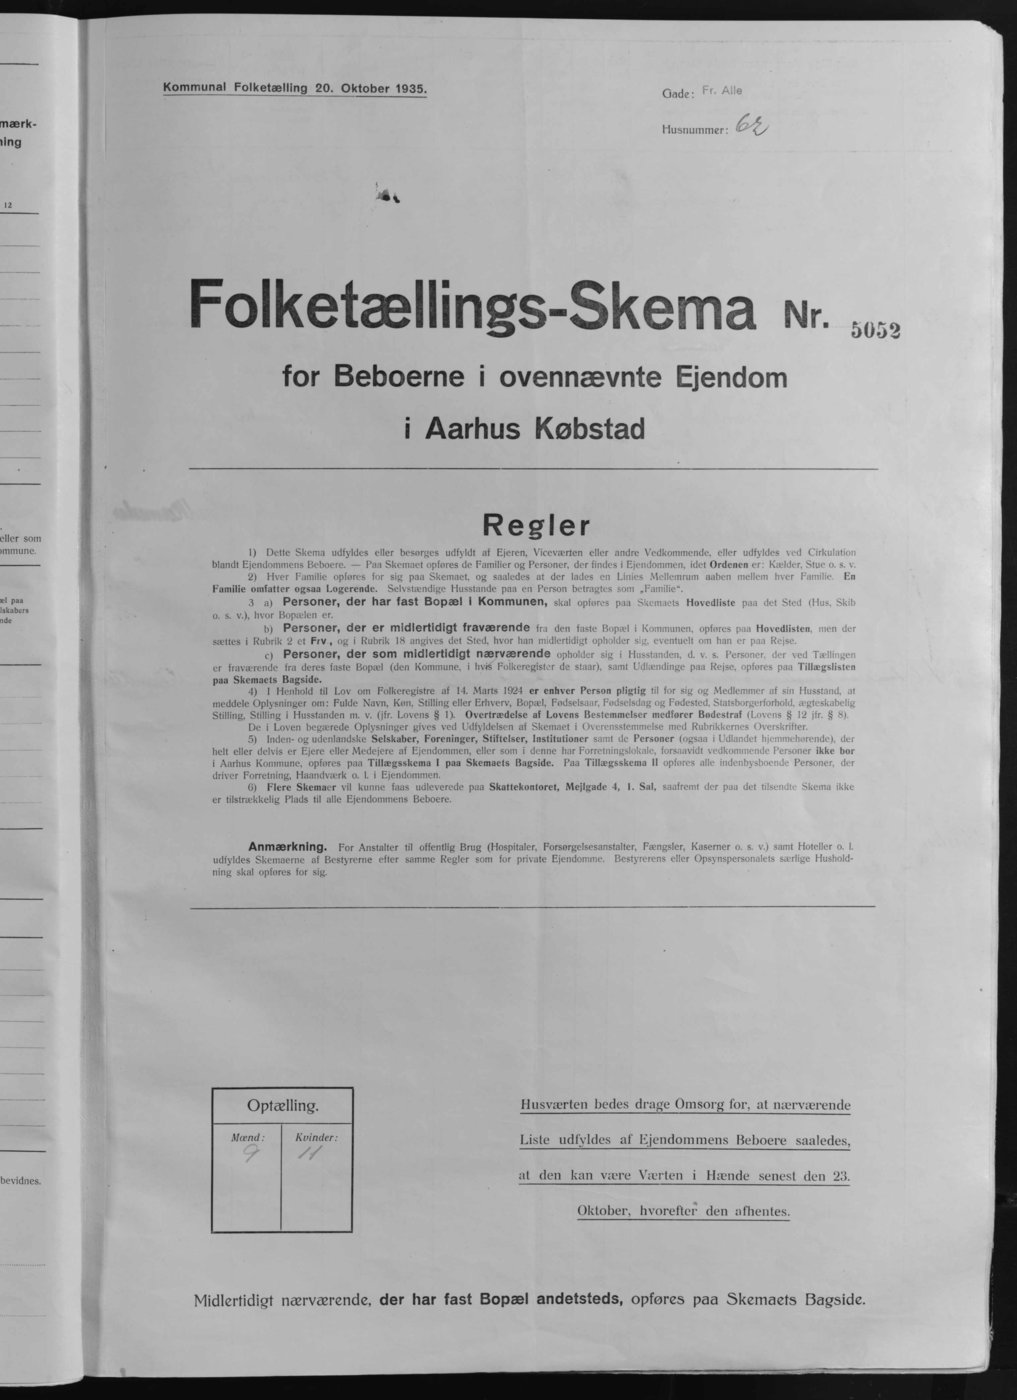 Kommunal Folketælling 20. Oktober 1935.
Gade: Fr. Alle
Husnummer: 62
Folketællings-Skema Nr. 5052
for Beboerne i ovennævnte Ejendom
i Aarhus Købstad
Regler
1) Dette Skema udfyldes eller besørges udfyldt af Ejeren, Viceværten eller andre Vedkommende, eller udfyldes ved Cirkulation
blandt Ejendommens Beboere. — Paa Skemaet opføres de Familier og Personer, der findes i Ejendommen, idet Ordenen er: Kælder, Stue o. s. v.
2) Hver Familie opføres for sig paa Skemaet, og saaledes at der lades en Linies Mellemrum aaben mellem hver Familie. En
Familie omfatter ogsaa Logerende. Selvstændige Husstande paa en Person betragtes som „Familie“.
3 a) Personer, der har fast Bopæl i Kommunen, skal opføres paa Skemaets Hovedliste paa det Sted (Hus, Skib
o. s. v.), hvor Bopælen er.
b) Personer, der er midlertidigt fraværende fra den faste Bopæl i Kommunen, opføres paa Hovedlisten, men der
sættes i Rubrik 2 et Frv., og i Rubrik 18 angives det Sted, hvor han midlertidigt opholder sig, eventuelt om han er paa Rejse.
c) Personer, der som midlertidigt nærværende opholder sig i Husstanden, d. v. s. Personer, der ved Tællingen
er fraværende fra deres faste Bopæl (den Kommune, i hvis Folkeregister de staar), samt Udlændinge paa Rejse, opføres paa Tillægslisten
paa Skemaets Bagside.
4) I Henhold til Lov om Folkeregistre af 14. Marts 1924 er enhver Person pligtig til for sig og Medlemmer af sin Husstand, at
meddele Oplysninger om: Fulde Navn, Køn, Stilling eller Erhverv, Bopæl, Fødselsaar, Fødselsdag og Fødested, Statsborgerforhold, ægteskabelig
Stilling, Stilling i Husstanden m. v. (jfr. Lovens § 1). Overtrædelse af Lovens Bestemmelser medfører Bødestraf (Lovens § 12 jfr. § 8).
De i Loven begærede Oplysninger gives ved Udfyldelsen af Skemaet i Overensstemmelse med Rubrikkernes Overskrifter.
5) Inden- og udenlandske Selskaber, Foreninger, Stiftelser, Institutioner samt de Personer (ogsaa i Udlandet hjemmehørende), der
helt eller delvis er Ejere eller Medejere af Ejendommen, eller som i denne har Forretningslokale, forsaavidt vedkommende Personer ikke bor
i Aarhus Kommune, opføres paa Tillægsskema I paa Skemaets Bagside. Paa Tillægsskema II opføres alle indenbysboende Personer, der
driver Forretning, Haandværk o. l. i Ejendommen.
6) Flere Skemaer vil kunne faas udleverede paa Skattekontoret, Mejlgade 4, 1. Sal, saafremt der paa det tilsendte Skema ikke
er tilstrækkelig Plads til alle Ejendommens Beboere.
Anmærkning. For Anstalter til offentlig Brug (Hospitaler, Forsørgelsesanstalter, Fængsler, Kaserner o. s. v.) samt Hoteller o. l.
udfyldes Skemaerne af Bestyrerne efter samme Regler som for private Ejendomme. Bestyrerens eller Opsynspersonalets særlige Hushold-
ning skal opføres for sig.
Optælling.
Mænd: Kvinder:
9 11
Husværten bedes drage Omsorg for, at nærværende
Liste udfyldes af Ejendommens Beboere saaledes,
at den kan være Værten i Hænde senest den 23.
Oktober, hvorefter den afhentes.
Midlertidigt nærværende, der har fast Bopæl andetsteds, opføres paa Skemaets Bagside.
mærk-
ning
12
eller som
ommune.
æl paa
lskabers
nde
bevidnes.